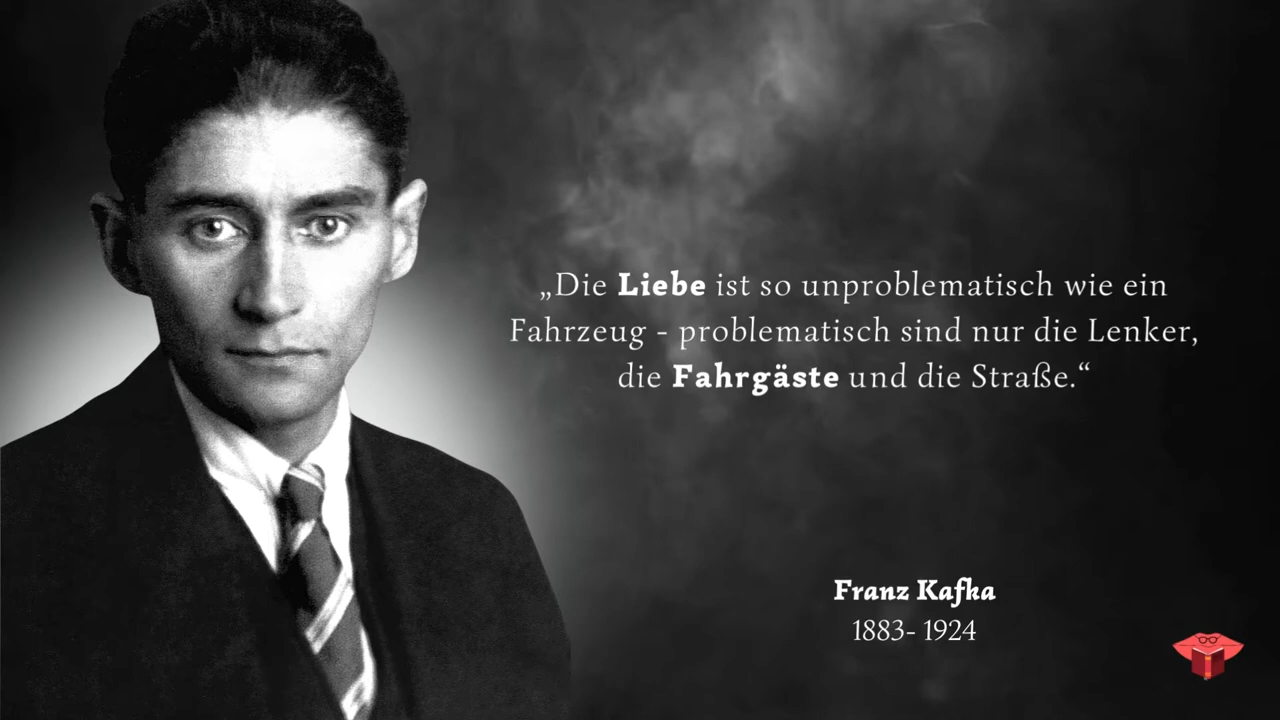 „Die Liebe ist so unproblematisch wie ein
Fahrzeug - problematisch sind nur die Lenker,
die Fahrgäste und die Straße.“
Franz Kafka
1883- 1924